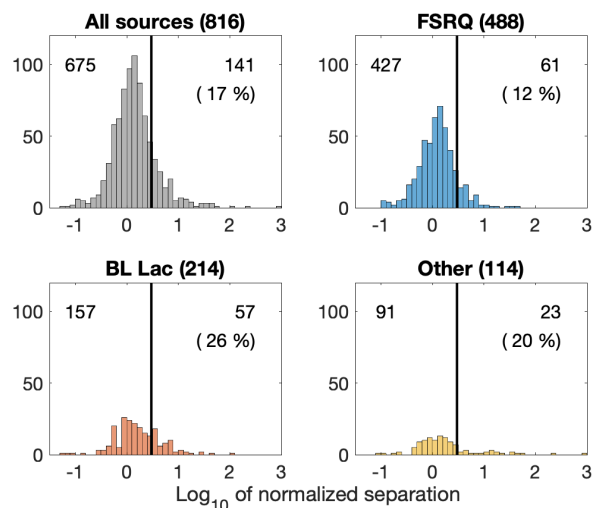 All sources (816)
675 141
( 17 %)
100
50
0
-1 0 1 2 3
FSRQ (488)
427 61
( 12 %)
100
50
0
-1 0 1 2 3
BL Lac (214)
157 57
( 26 %)
100
50
0
-1 0 1 2 3
Other (114)
91 23
( 20 %)
100
50
0
-1 0 1 2 3
Log10 of normalized separation